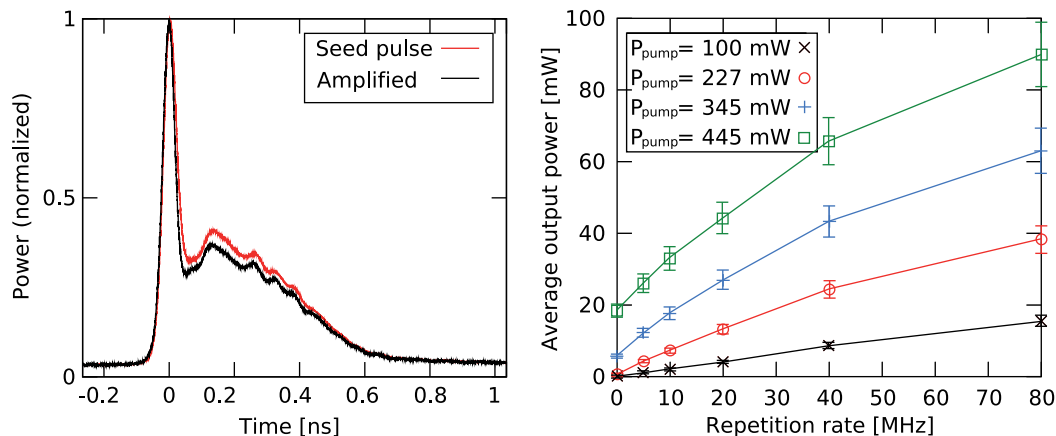 1
0.5
0
Power (normalized)
Seed pulse
Amplified
-0.2 0 0.2 0.4 0.6 0.8 1
Time [ns]
100
80
60
40
20
0
Average output power [mW]
P_pump= 100 mW
P_pump= 227 mW
P_pump= 345 mW
P_pump= 445 mW
0 10 20 30 40 50 60 70 80
Repetition rate [MHz]